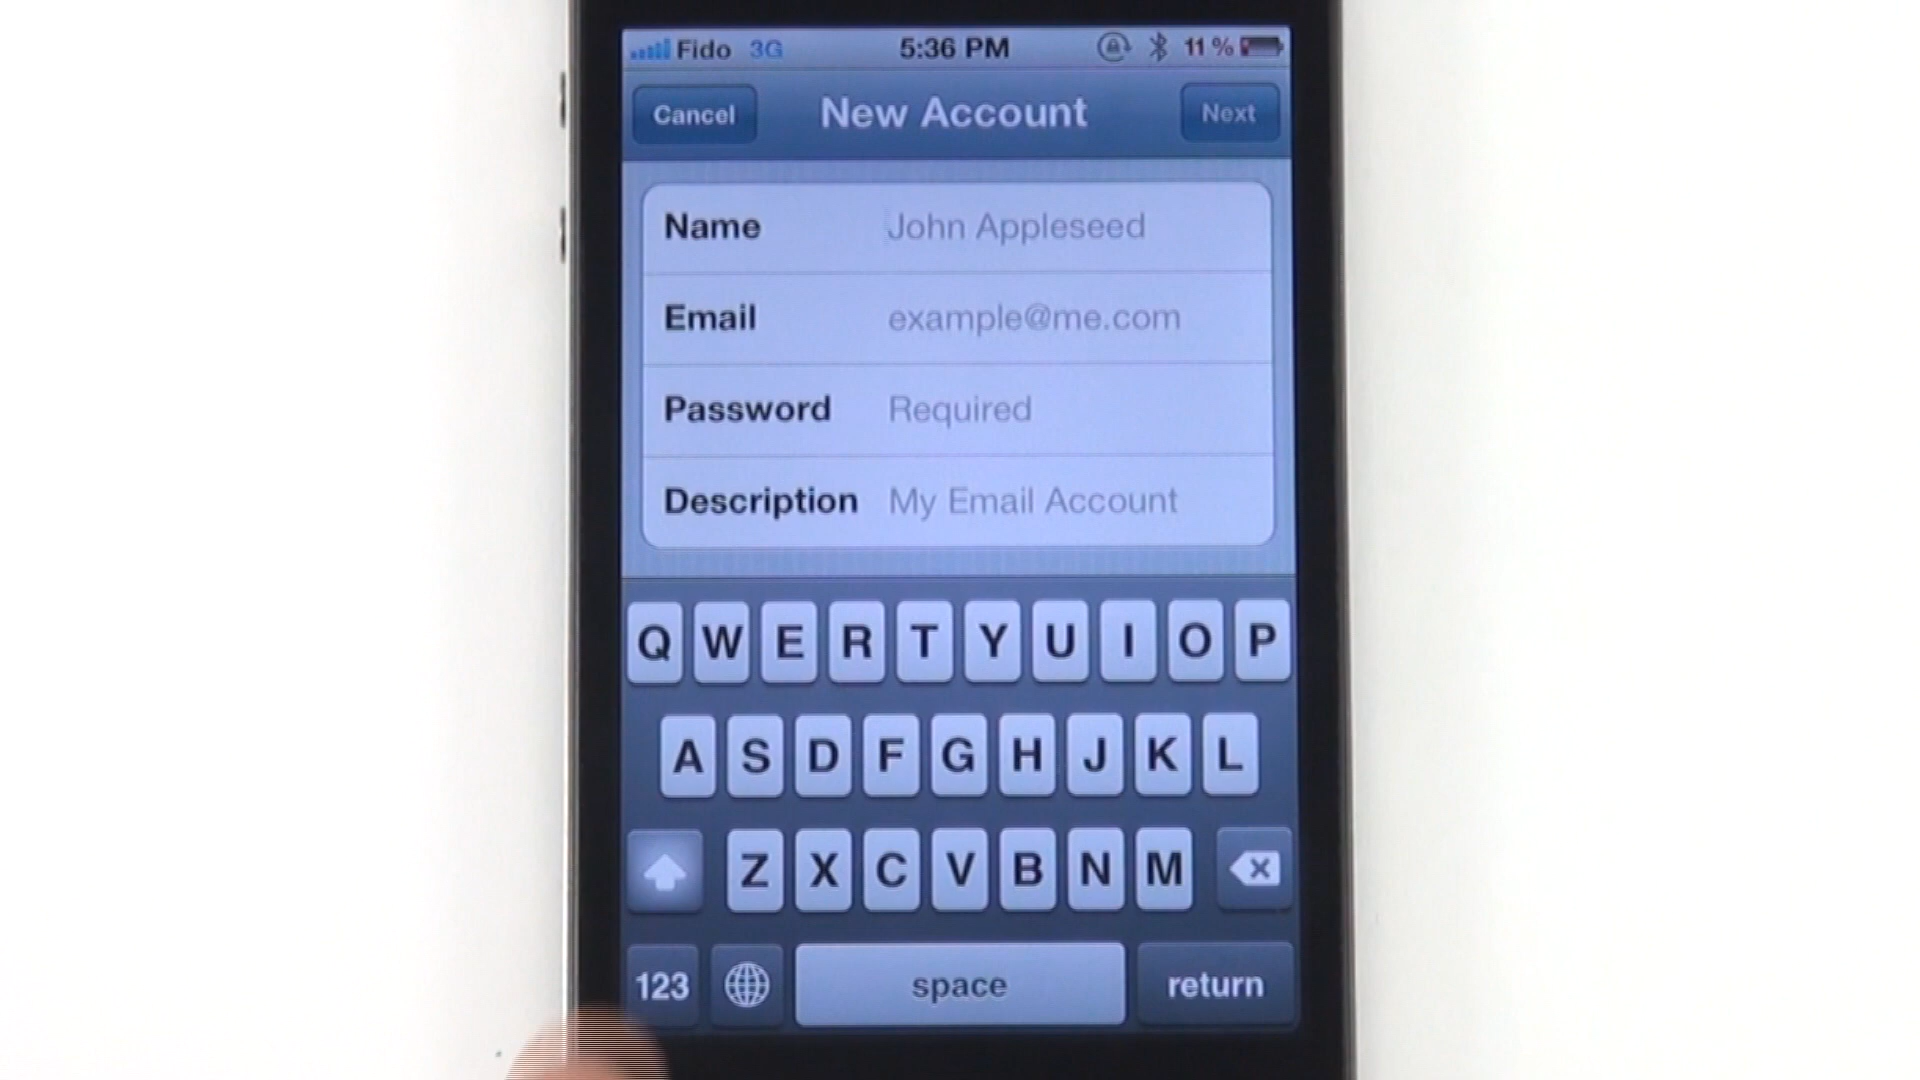 Fido 3G 5:36 PM 11 %
Cancel New Account Next
Name John Appleseed
Email example@me.com
Password Required
Description My Email Account
Q W E R T Y U I O P
A S D F G H J K L
Z X C V B N M
123 space return